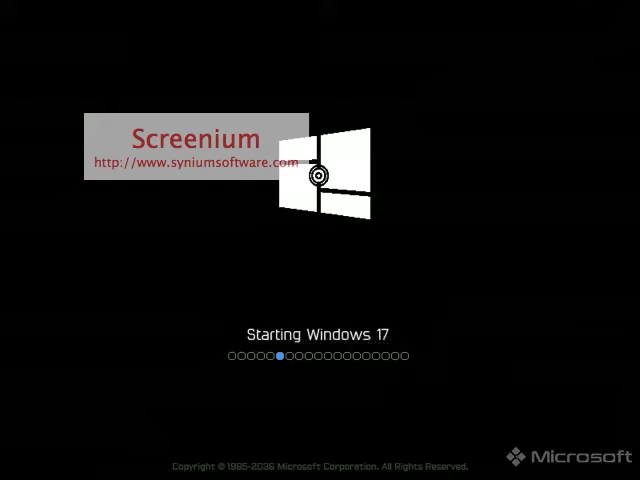 Screenium
http://www.syniumsoftware.com
Starting Windows 17
Copyright © 1985-2036 Microsoft Corporation. All Rights Reserved.
Microsoft